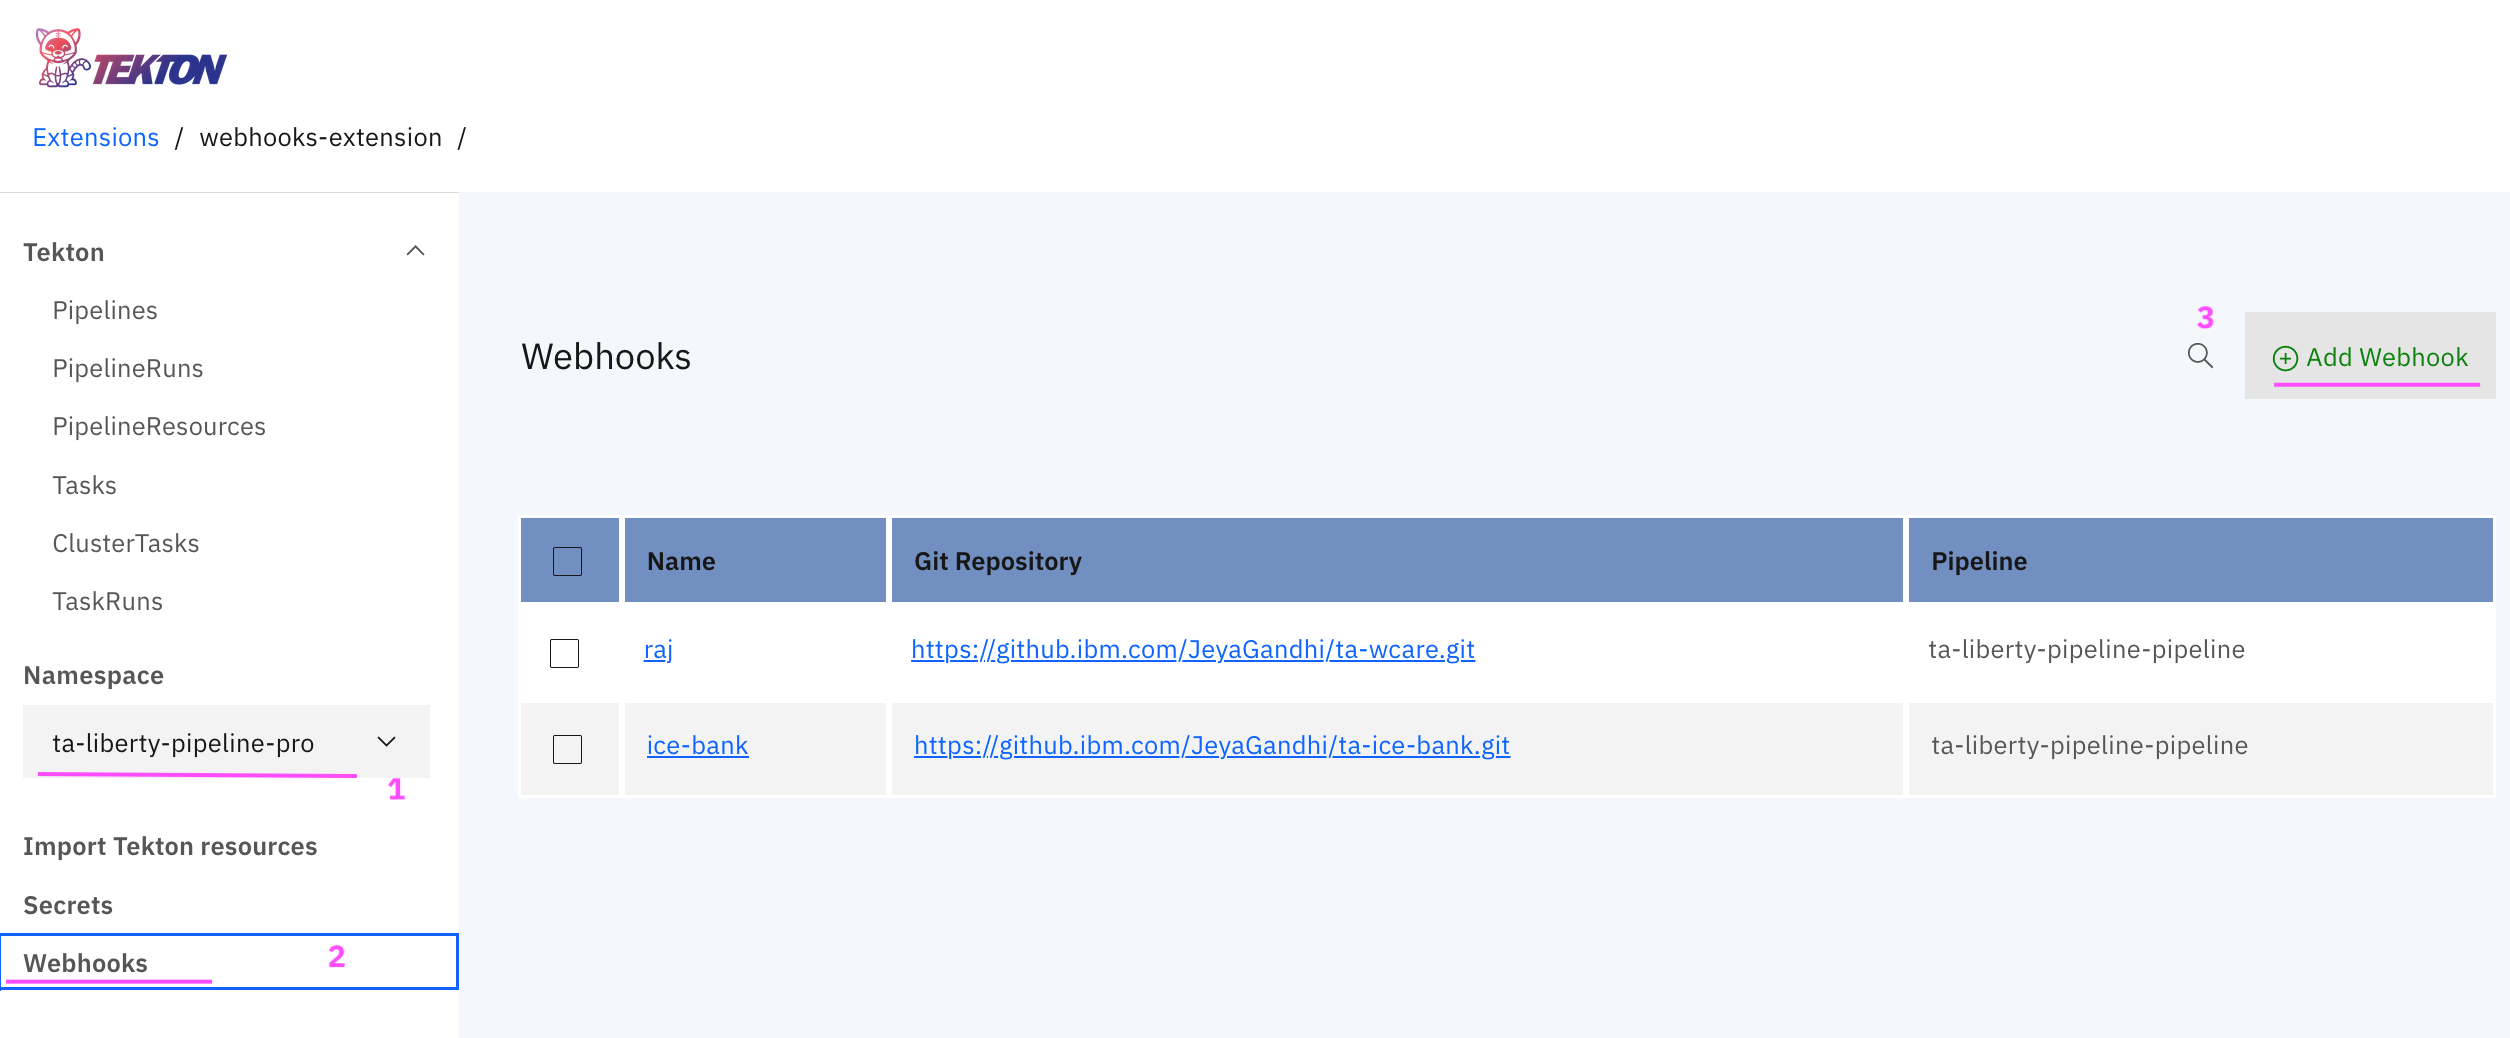 TEKTON
Extensions / webhooks-extension /
Tekton
Pipelines
PipelineRuns
PipelineResources
Tasks
ClusterTasks
TaskRuns
Namespace
ta-liberty-pipeline-pro
1
Import Tekton resources
Secrets
Webhooks 2
Webhooks
3
Add Webhook
Name Git Repository Pipeline
raj https://github.ibm.com/JeyaGandhi/ta-wcare.git ta-liberty-pipeline-pipeline
ice-bank https://github.ibm.com/JeyaGandhi/ta-ice-bank.git ta-liberty-pipeline-pipeline